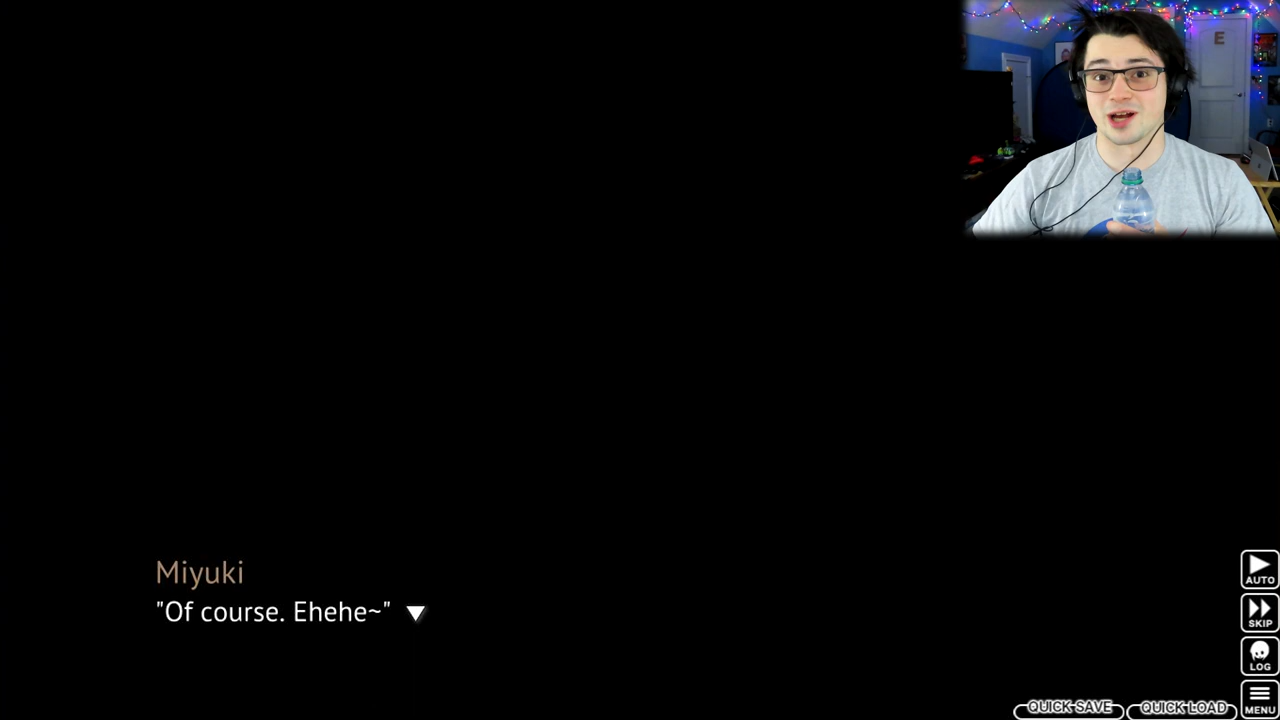 E
Miyuki
"Of course. Ehehe~"
AUTO
SKIP
LOG
MENU
QUICK SAVE
QUICK LOAD